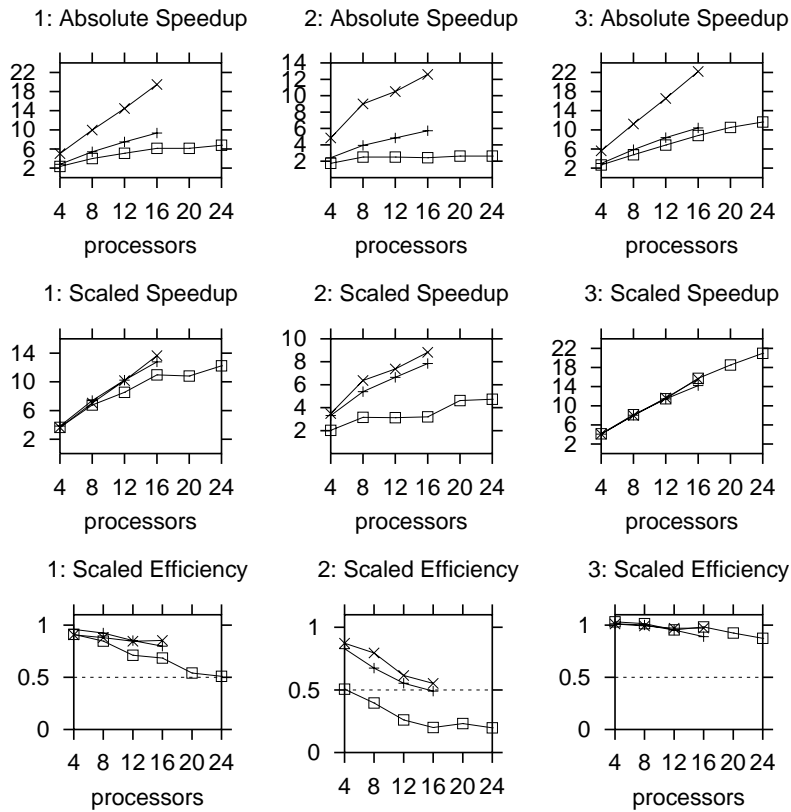 1: Absolute Speedup
2: Absolute Speedup
3: Absolute Speedup
22
18
14
10
6
2
4 8 12 16 20 24
processors
14
12
10
8
6
4
2
4 8 12 16 20 24
processors
22
18
14
10
6
2
4 8 12 16 20 24
processors
1: Scaled Speedup
2: Scaled Speedup
3: Scaled Speedup
14
10
6
2
4 8 12 16 20 24
processors
10
8
6
4
2
4 8 12 16 20 24
processors
22
18
14
10
6
2
4 8 12 16 20 24
processors
1: Scaled Efficiency
2: Scaled Efficiency
3: Scaled Efficiency
1
0.5
0
4 8 12 16 20 24
processors
1
0.5
0
4 8 12 16 20 24
processors
1
0.5
0
4 8 12 16 20 24
processors